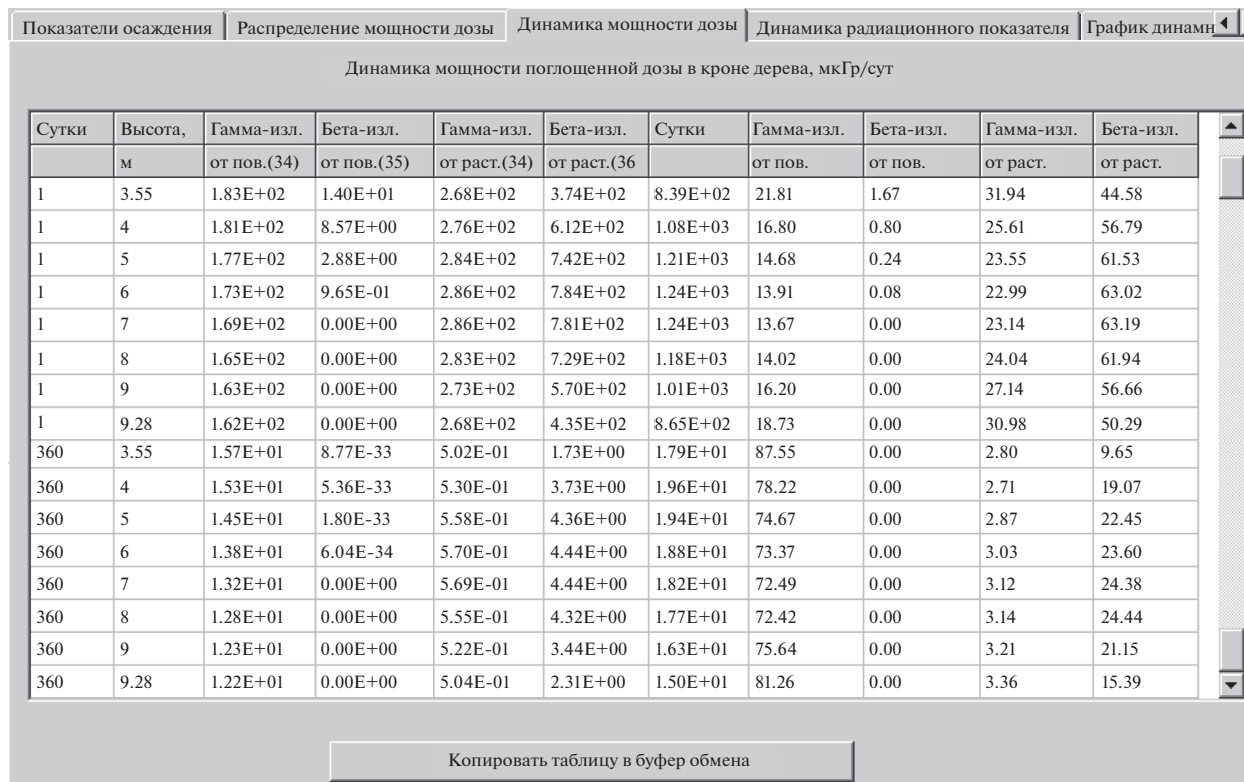 Показатели осаждения Распределение мощности дозы Динамика мощности дозы Динамика радиационного показателя График динамн
Динамика мощности поглощенной дозы в кроне дерева, мкГр/сут
Сутки Высота, Гамма-изл. Бета-изл. Гамма-изл. Бета-изл. Сутки Гамма-изл. Бета-изл. Гамма-изл. Бета-изл.
м от пов.(34) от пов.(35) от раст.(34) от раст.(36 от пов. от пов. от раст. от раст.
1 3.55 1.83E+02 1.40E+01 2.68E+02 3.74E+02 8.39E+02 21.81 1.67 31.94 44.58
1 4 1.81E+02 8.57E+00 2.76E+02 6.12E+02 1.08E+03 16.80 0.80 25.61 56.79
1 5 1.77E+02 2.88E+00 2.84E+02 7.42E+02 1.21E+03 14.68 0.24 23.55 61.53
1 6 1.73E+02 9.65E-01 2.86E+02 7.84E+02 1.24E+03 13.91 0.08 22.99 63.02
1 7 1.69E+02 0.00E+00 2.86E+02 7.81E+02 1.24E+03 13.67 0.00 23.14 63.19
1 8 1.65E+02 0.00E+00 2.83E+02 7.29E+02 1.18E+03 14.02 0.00 24.04 61.94
1 9 1.63E+02 0.00E+00 2.73E+02 5.70E+02 1.01E+03 16.20 0.00 27.14 56.66
1 9.28 1.62E+02 0.00E+00 2.68E+02 4.35E+02 8.65E+02 18.73 0.00 30.98 50.29
360 3.55 1.57E+01 8.77E-33 5.02E-01 1.73E+00 1.79E+01 87.55 0.00 2.80 9.65
360 4 1.53E+01 5.36E-33 5.30E-01 3.73E+00 1.96E+01 78.22 0.00 2.71 19.07
360 5 1.45E+01 1.80E-33 5.58E-01 4.36E+00 1.94E+01 74.67 0.00 2.87 22.45
360 6 1.38E+01 6.04E-34 5.70E-01 4.44E+00 1.88E+01 73.37 0.00 3.03 23.60
360 7 1.32E+01 0.00E+00 5.69E-01 4.44E+00 1.82E+01 72.49 0.00 3.12 24.38
360 8 1.28E+01 0.00E+00 5.55E-01 4.32E+00 1.77E+01 72.42 0.00 3.14 24.44
360 9 1.23E+01 0.00E+00 5.22E-01 3.44E+00 1.63E+01 75.64 0.00 3.21 21.15
360 9.28 1.22E+01 0.00E+00 5.04E-01 2.31E+00 1.50E+01 81.26 0.00 3.36 15.39
Копировать таблицу в буфер обмена